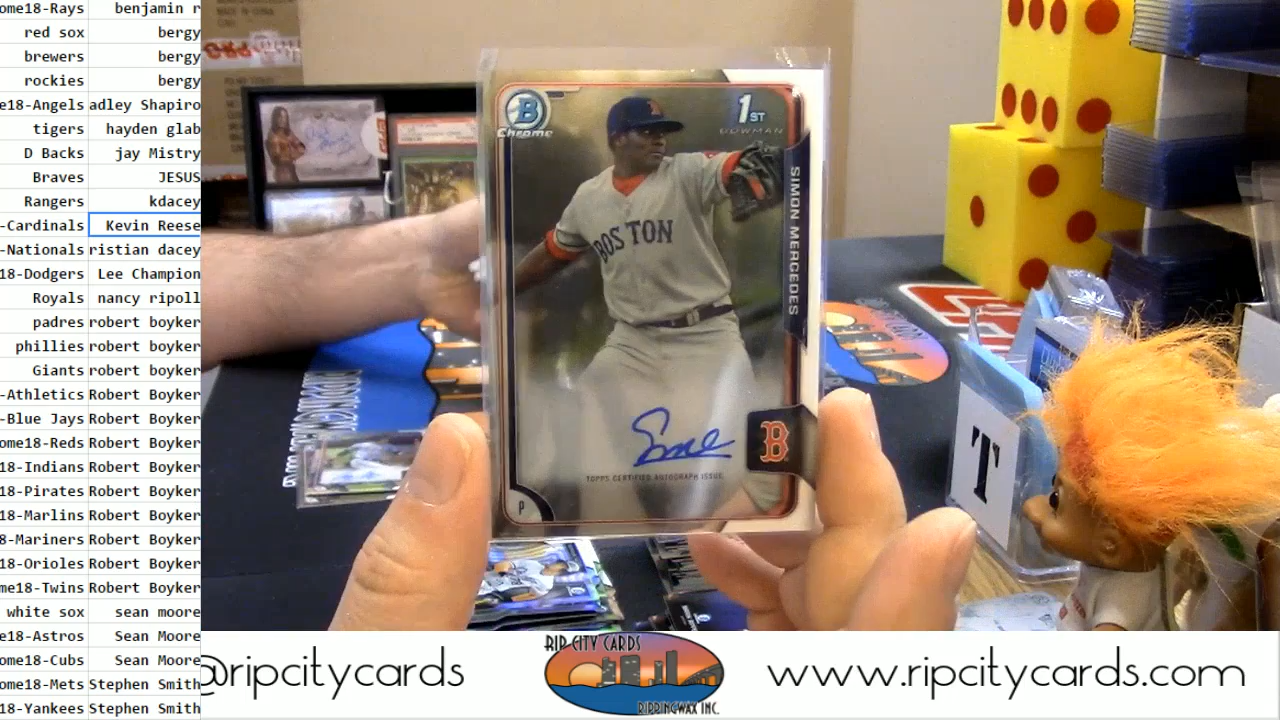 ome18-Rays benjamin r
red sox bergy
brewers bergy
rockies bergy
e18-Angels adley Shapiro
tigers hayden glab
D Backs jay Mistry
Braves JESUS
Rangers kdacey
-Cardinals Kevin Reese
-Nationals ristian dacey
18-Dodgers Lee Champion
Royals nancy ripoll
padres robert boyker
phillies robert boyker
Giants robert boyker
-Athletics Robert Boyker
-Blue Jays Robert Boyker
ome18-Reds Robert Boyker
18-Indians Robert Boyker
18-Pirates Robert Boyker
18-Marlins Robert Boyker
8-Mariners Robert Boyker
18-Orioles Robert Boyker
e18-Twins Robert Boyker
white sox sean moore
e18-Astros Sean Moore
ome18-Cubs Sean Moore
ome18-Mets Stephen Smith
18-Yankees Stephen Smith
B
Chrome
1ST
BOWMAN
SIMON MERCEDES
B
BOSTON
B
TOPPS CERTIFIED AUTOGRAPH ISSUE
P
T
@ripcitycards
RIP CITY CARDS
RIPPINGWAX INC.
www.ripcitycards.com